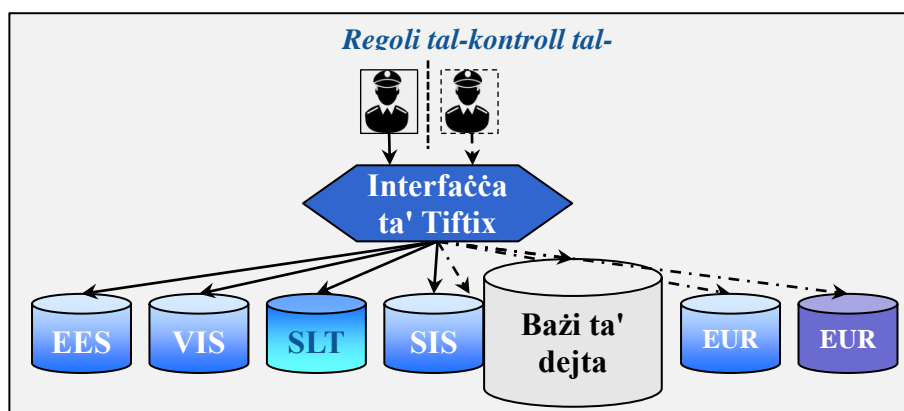 Regoli tal-kontroll tal-
Interfaċċa
ta' Tiftix
EES
VIS
SLT
SIS
Bażi ta'
dejta
EUR
EUR